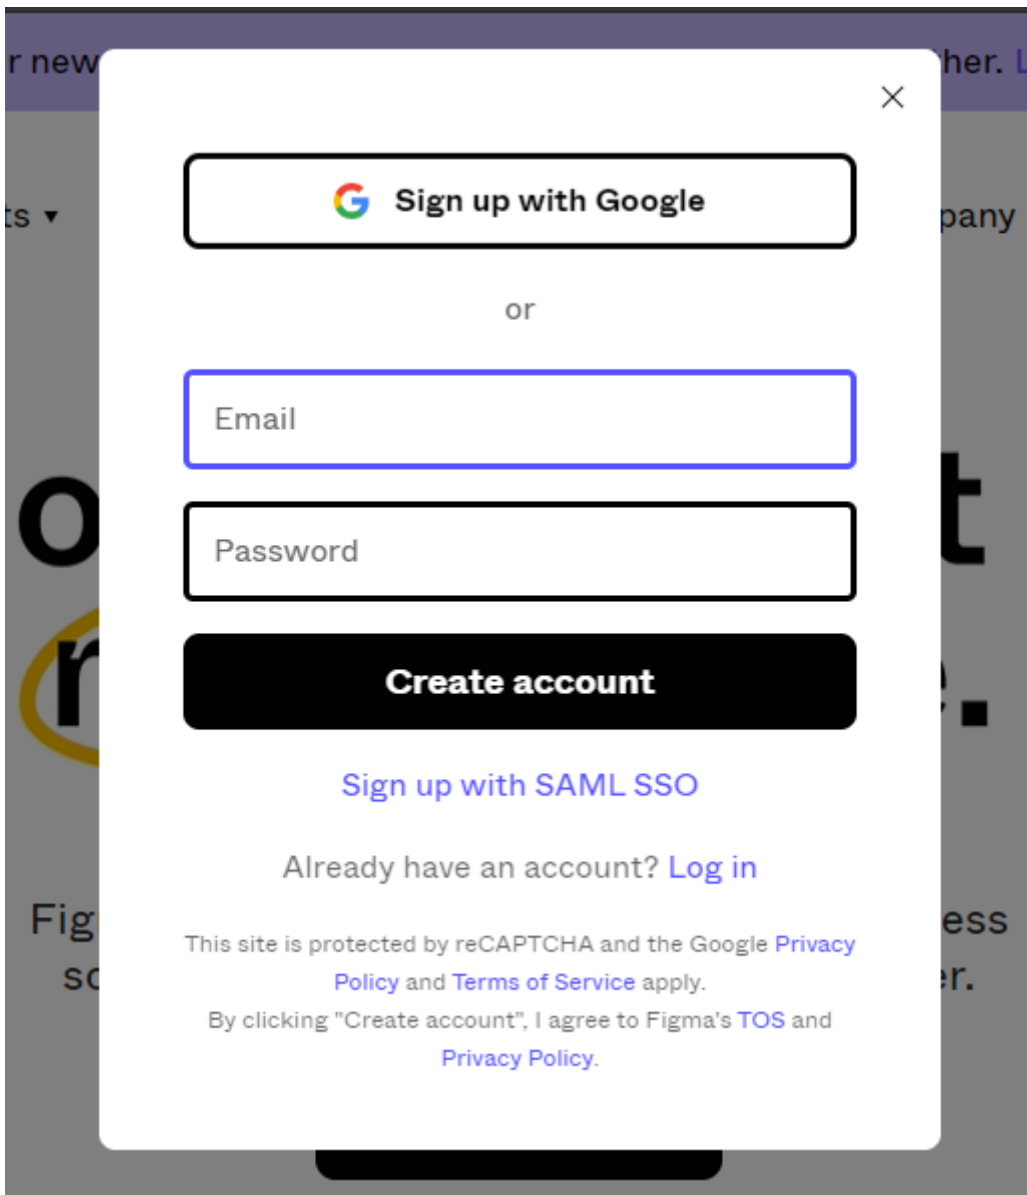 r new
her. L
Sign up with Google
ts ▾
pany
or
Email
o
t
Password
r
e.
Create account
Sign up with SAML SSO
Already have an account? Log in
Fig
ess
This site is protected by reCAPTCHA and the Google Privacy
Policy and Terms of Service apply.
so
er.
By clicking "Create account", I agree to Figma's TOS and
Privacy Policy.